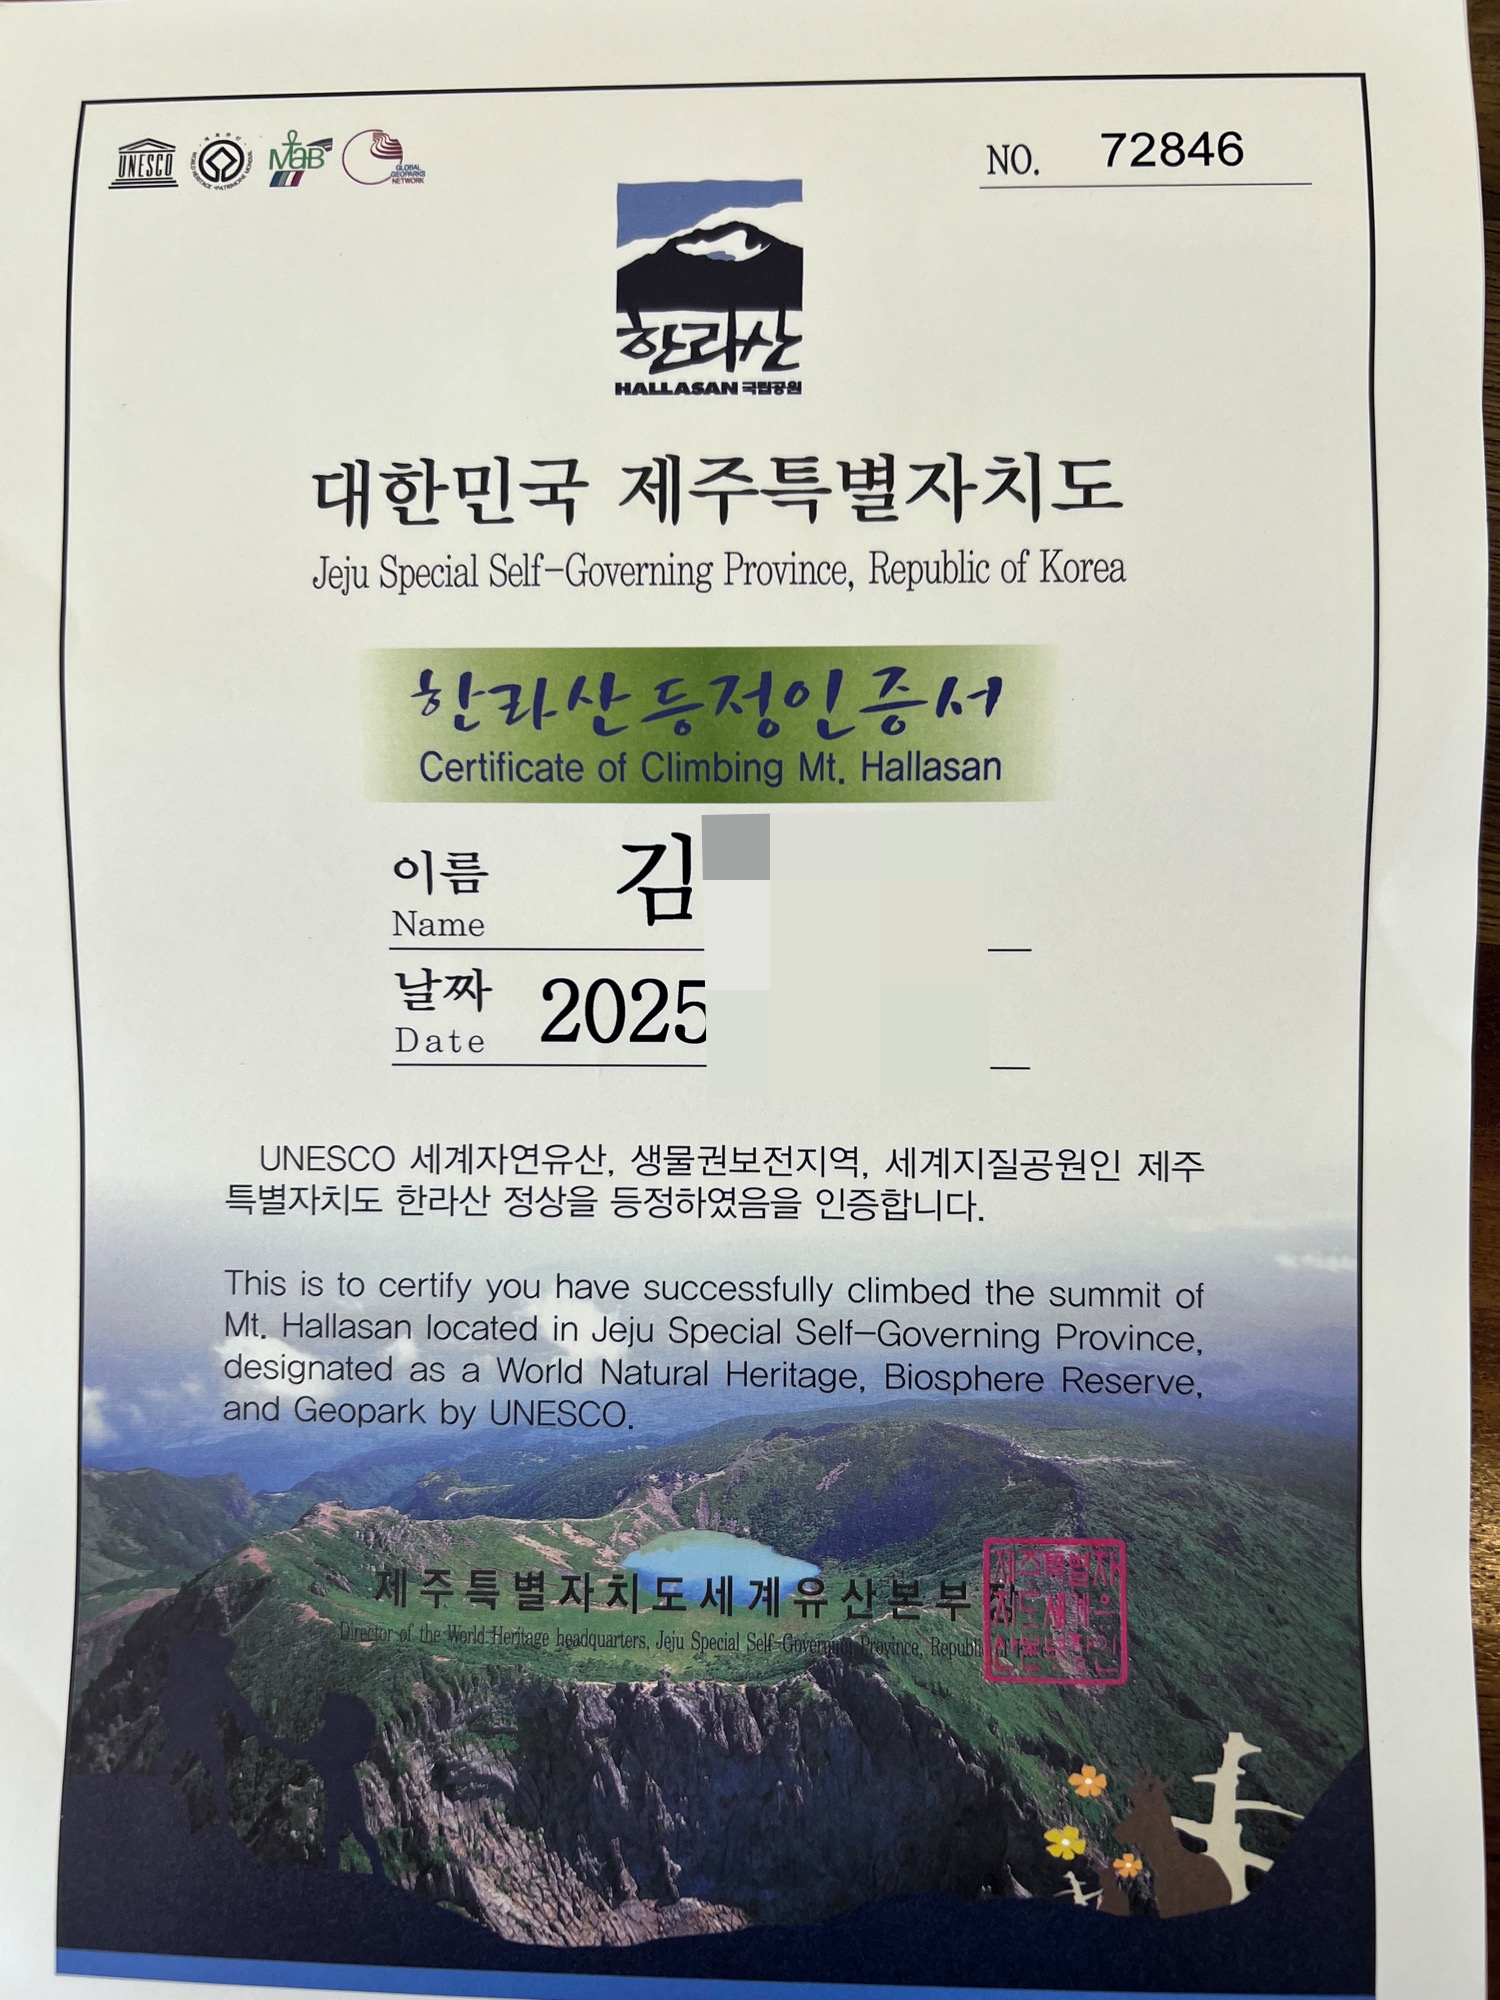 UNESCO
MaB
GLOBAL
GEOPARKS
NETWORK
NO. 72846
한라산
HALLASAN 국립공원
대한민국 제주특별자치도
Jeju Special Self-Governing Province, Republic of Korea
한라산등정인증서
Certificate of Climbing Mt. Hallasan
이름 김
Name
날짜 2025
Date
UNESCO 세계자연유산, 생물권보전지역, 세계지질공원인 제주
특별자치도 한라산 정상을 등정하였음을 인증합니다.
This is to certify you have successfully climbed the summit of
Mt. Hallasan located in Jeju Special Self-Governing Province,
designated as a World Natural Heritage, Biosphere Reserve,
and Geopark by UNESCO.
제주특별자치도세계유산본부장
Director of the World Heritage headquarters, Jeju Special Self-Governing Province, Republic of Korea